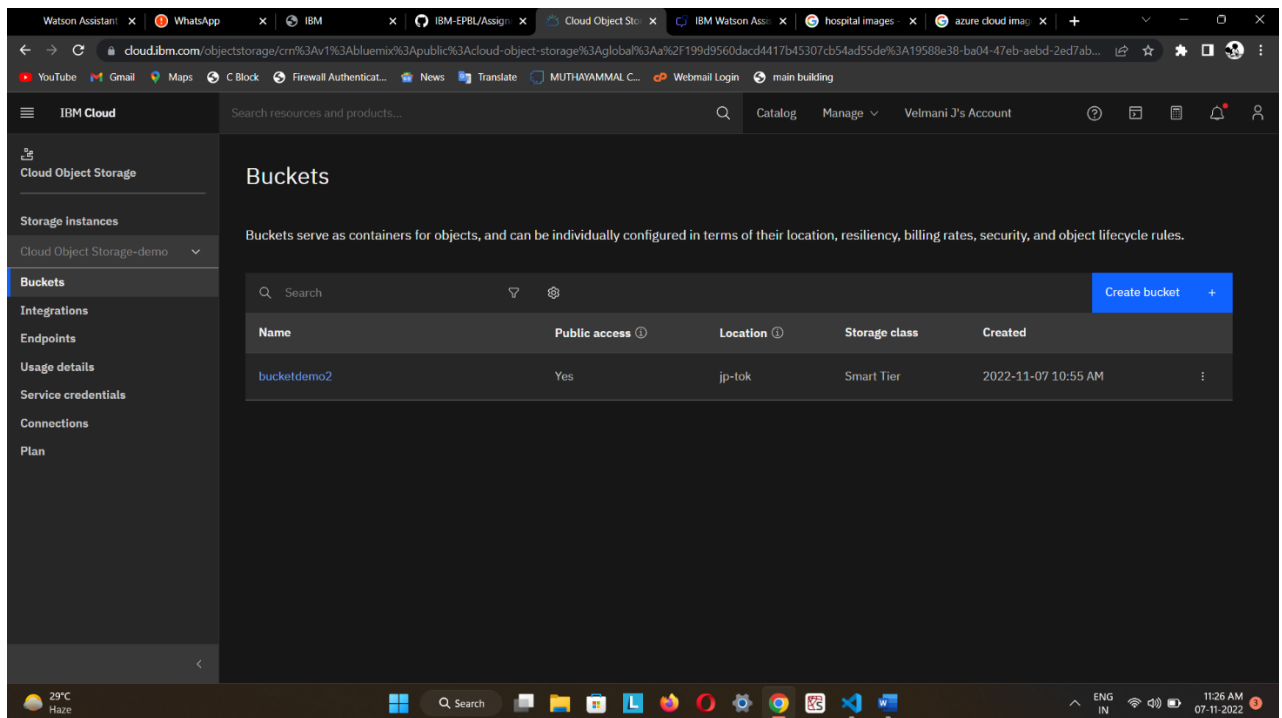 Watson Assistant
WhatsApp
IBM
IBM-EPBL/Assign
Cloud Object Stor
IBM Watson Assis
hospital images -
azure cloud imag
cloud.ibm.com/objectstorage/crn%3Av1%3Abluemix%3Apublic%3Acloud-object-storage%3Aglobal%3Aa%2F199d9560dacd4417b45307cb54ad55de%3A19588e38-ba04-47eb-aebd-2ed7ab...
YouTube
Gmail
Maps
C Block
Firewall Authenticat...
News
Translate
MUTHAYAMMAL C...
Webmail Login
main building
IBM Cloud
Search resources and products...
Catalog
Manage
Velmani J's Account
Cloud Object Storage
Storage instances
Cloud Object Storage-demo
Buckets
Integrations
Endpoints
Usage details
Service credentials
Connections
Plan
Buckets
Buckets serve as containers for objects, and can be individually configured in terms of their location, resiliency, billing rates, security, and object lifecycle rules.
Search
Create bucket +
Name Public access Location Storage class Created
bucketdemo2 Yes jp-tok Smart Tier 2022-11-07 10:55 AM
29°C
Haze
Search
ENG
IN
11:26 AM
07-11-2022
3